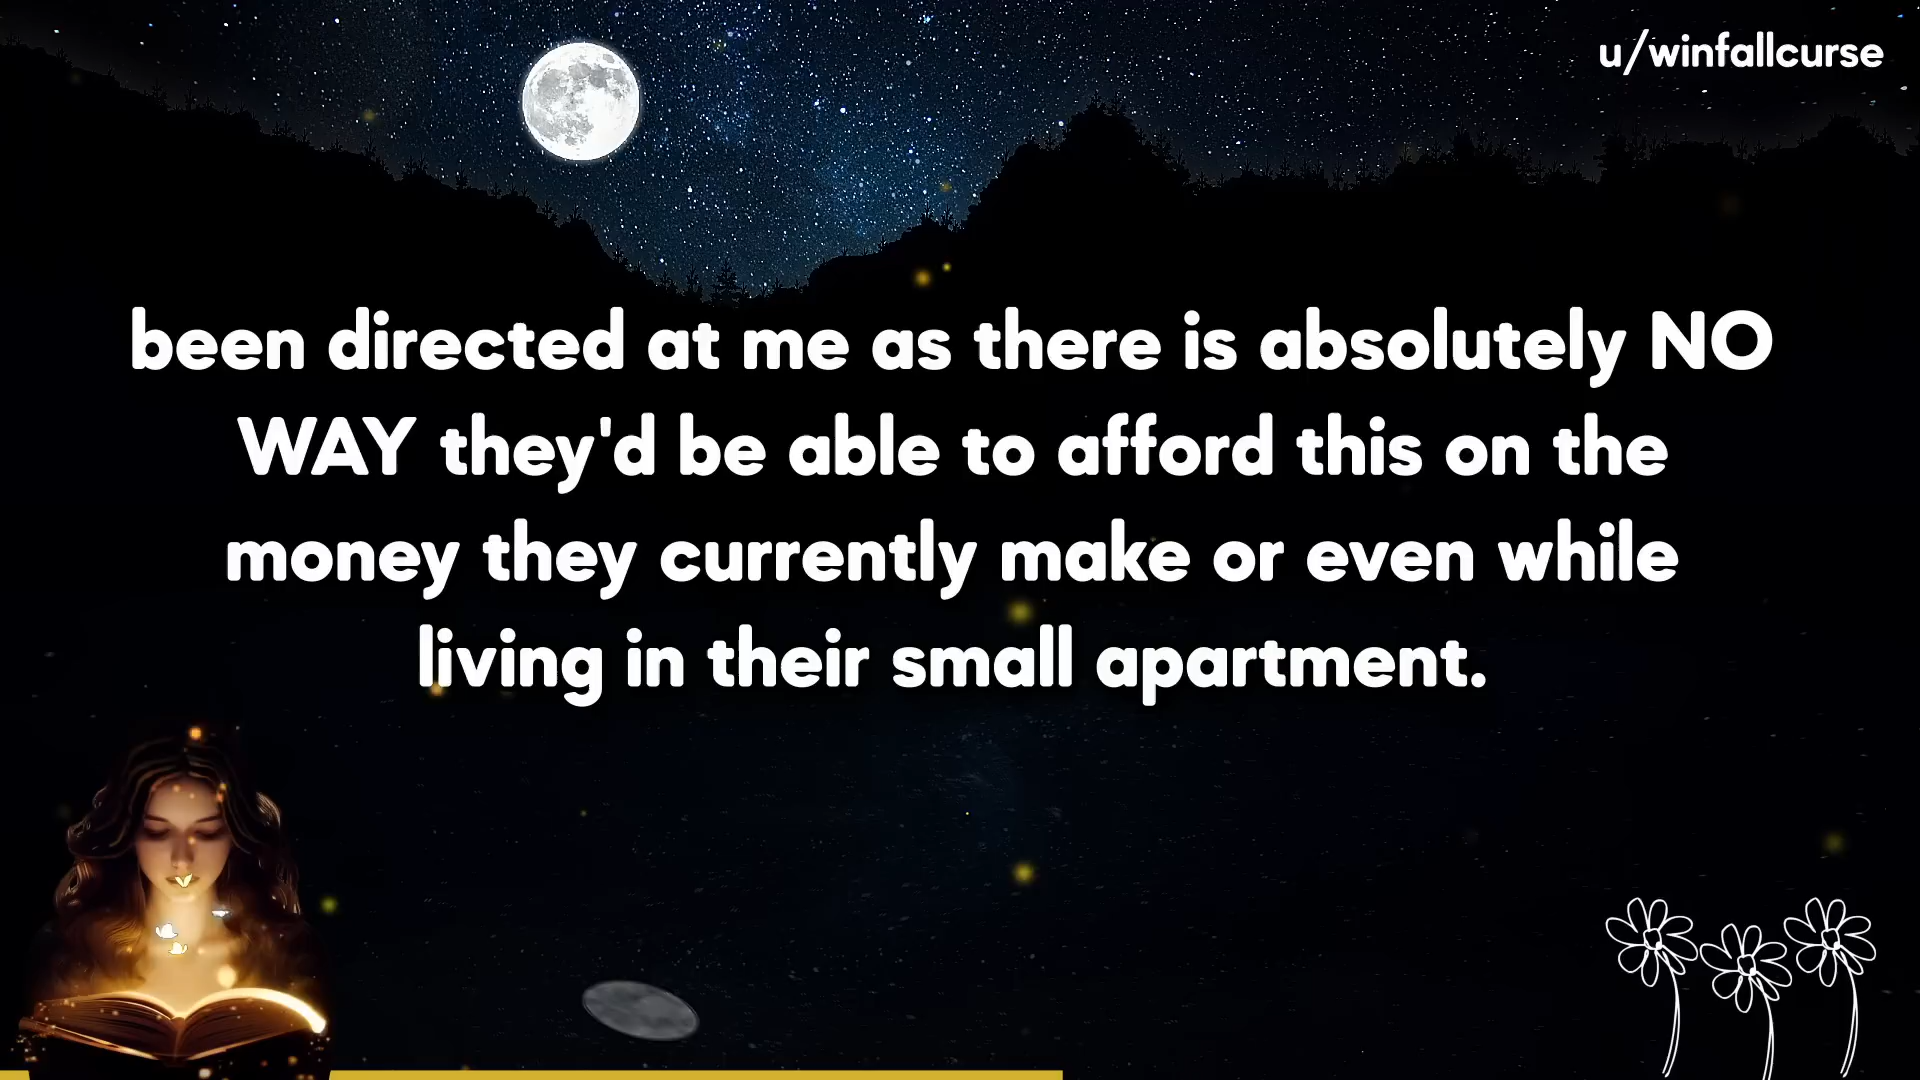 u/winfallcurse
been directed at me as there is absolutely NO
WAY they'd be able to afford this on the
money they currently make or even while
living in their small apartment.